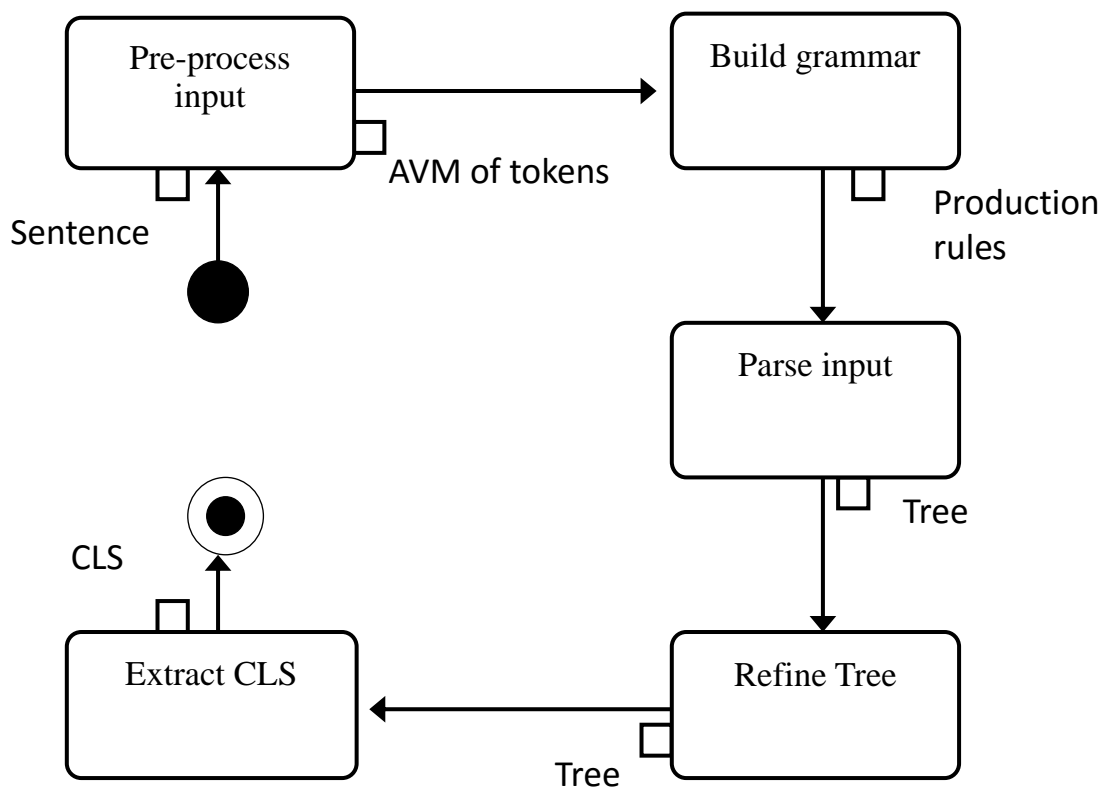 Pre-process
input
Build grammar
AVM of tokens
Sentence
Production
rules
Parse input
Tree
CLS
Extract CLS
Refine Tree
Tree